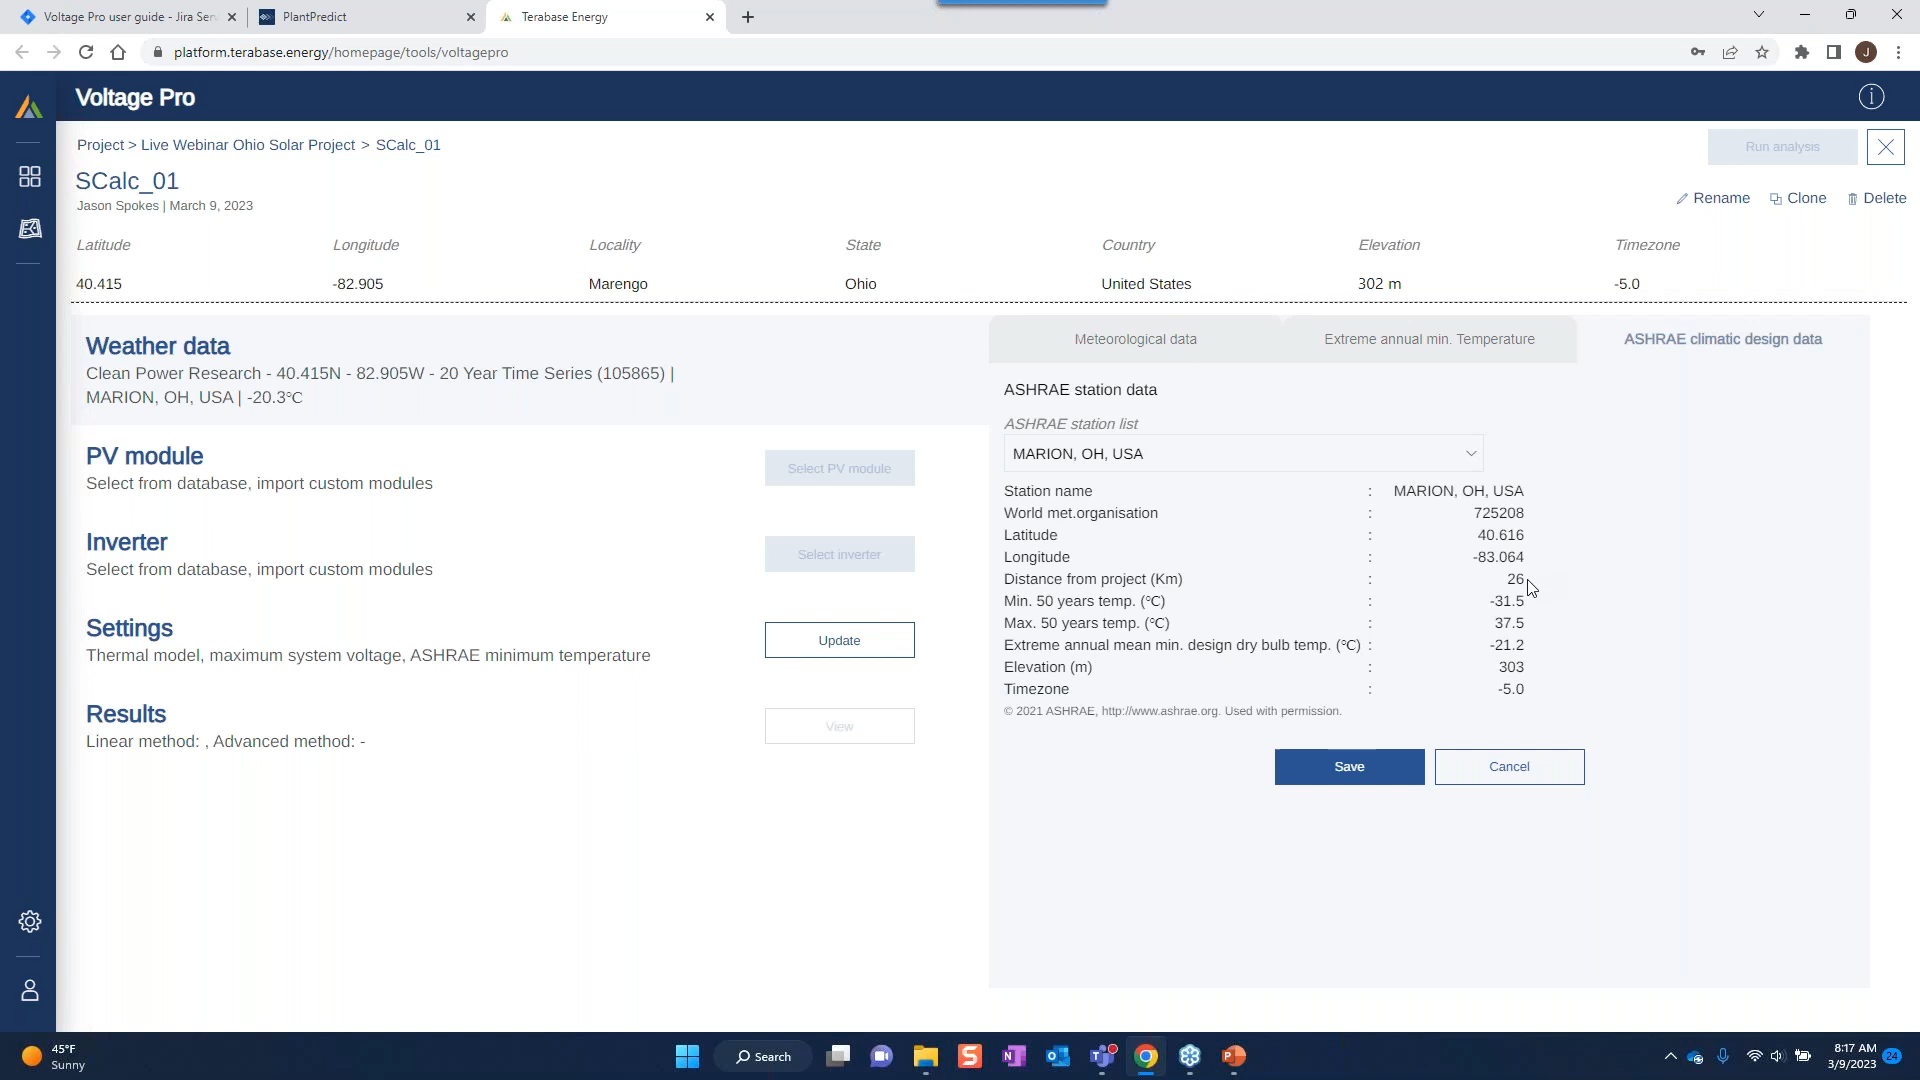 Voltage Pro user guide - Jira Ser
PlantPredict
Terabase Energy
platform.terabase.energy/homepage/tools/voltagepro
J
Voltage Pro
Project > Live Webinar Ohio Solar Project > SCalc_01
Run analysis
SCalc_01
Jason Spokes | March 9, 2023
Rename
Clone
Delete
Latitude Longitude Locality State Country Elevation Timezone
40.415 -82.905 Marengo Ohio United States 302 m -5.0
Weather data
Clean Power Research - 40.415N - 82.905W - 20 Year Time Series (105865) |
MARION, OH, USA | -20.3°C
PV module
Select from database, import custom modules
Select PV module
Inverter
Select from database, import custom modules
Select inverter
Settings
Thermal model, maximum system voltage, ASHRAE minimum temperature
Update
Results
Linear method: , Advanced method: -
View
Meteorological data
Extreme annual min. Temperature
ASHRAE climatic design data
ASHRAE station data
ASHRAE station list
MARION, OH, USA
Station name : MARION, OH, USA
World met.organisation : 725208
Latitude : 40.616
Longitude : -83.064
Distance from project (Km) : 26
Min. 50 years temp. (°C) : -31.5
Max. 50 years temp. (°C) : 37.5
Extreme annual mean min. design dry bulb temp. (°C) : -21.2
Elevation (m) : 303
Timezone : -5.0
© 2021 ASHRAE, http://www.ashrae.org. Used with permission.
Save
Cancel
45°F
Sunny
Search
8:17 AM
3/9/2023
24